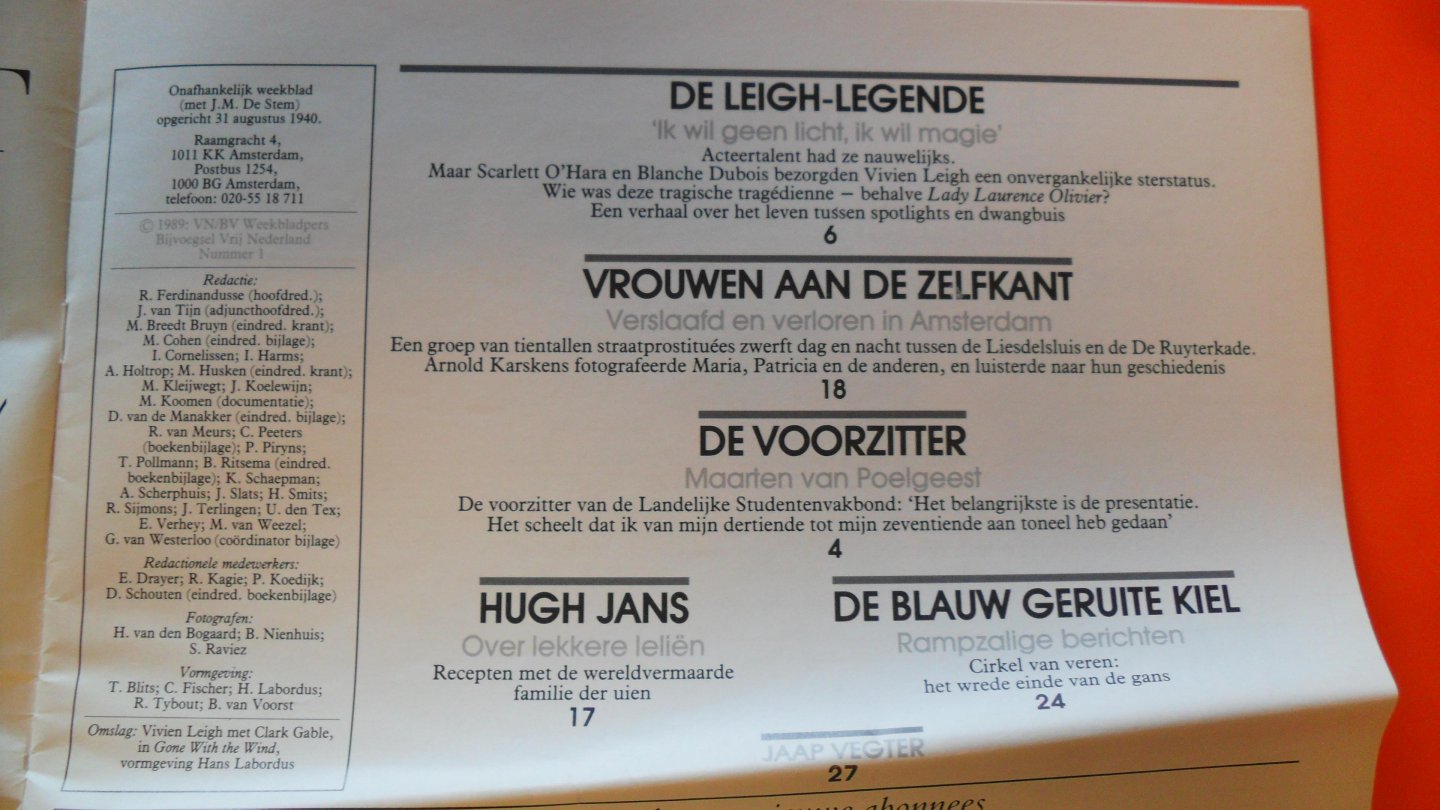 Onafhankelijk weekblad
(met J.M. De Stem)
opgericht 31 augustus 1940.
Raamgracht 4,
1011 KK Amsterdam,
Postbus 1254,
1000 BG Amsterdam,
telefoon: 020-55 18 711
© 1989: VN/BV Weekbladpers
Bijvoegsel Vrij Nederland
Nummer 1
Redactie:
R. Ferdinandusse (hoofdred.);
J. van Tijn (adjuncthoofdred.);
M. Breedt Bruyn (eindred. krant);
M. Cohen (eindred. bijlage);
I. Cornelissen; I. Harms;
A. Holtrop; M. Husken (eindred. krant);
M. Kleijwegt; J. Koelewijn;
M. Koomen (documentatie);
D. van de Manakker (eindred. bijlage);
R. van Meurs; C. Peeters
(boekenbijlage); P. Piryns;
T. Pollmann; B. Ritsema (eindred.
boekenbijlage); K. Schaepman;
A. Scherphuis; J. Slats; H. Smits;
R. Sijmons; J. Terlingen; U. den Tex;
E. Verhey; M. van Weezel;
G. van Westerloo (coördinator bijlage)
Redactionele medewerkers:
E. Drayer; R. Kagie; P. Koedijk;
D. Schouten (eindred. boekenbijlage)
Fotografen:
H. van den Bogaard; B. Nienhuis;
S. Raviez
Vormgeving:
T. Blits; C. Fischer; H. Labordus;
R. Tybout; B. van Voorst
Omslag: Vivien Leigh met Clark Gable,
in Gone With the Wind,
vormgeving Hans Labordus
DE LEIGH-LEGENDE
'Ik wil geen licht, ik wil magie'
Acteertalent had ze nauwelijks.
Maar Scarlett O'Hara en Blanche Dubois bezorgden Vivien Leigh een onvergankelijke sterstatus.
Wie was deze tragische tragédienne – behalve Lady Laurence Olivier?
Een verhaal over het leven tussen spotlights en dwangbuis
6
VROUWEN AAN DE ZELFKANT
Verslaafd en verloren in Amsterdam
Een groep van tientallen straatprostituées zwerft dag en nacht tussen de Liesdelsluis en de De Ruyterkade.
Arnold Karskens fotografeerde Maria, Patricia en de anderen, en luisterde naar hun geschiedenis
18
DE VOORZITTER
Maarten van Poelgeest
De voorzitter van de Landelijke Studentenvakbond: 'Het belangrijkste is de presentatie.
Het scheelt dat ik van mijn dertiende tot mijn zeventiende aan toneel heb gedaan'
4
HUGH JANS
Over lekkere leliën
Recepten met de wereldvermaarde
familie der uien
17
DE BLAUW GERUITE KIEL
Rampzalige berichten
Cirkel van veren:
het wrede einde van de gans
24
JAAP VEGTER
27
abonnees